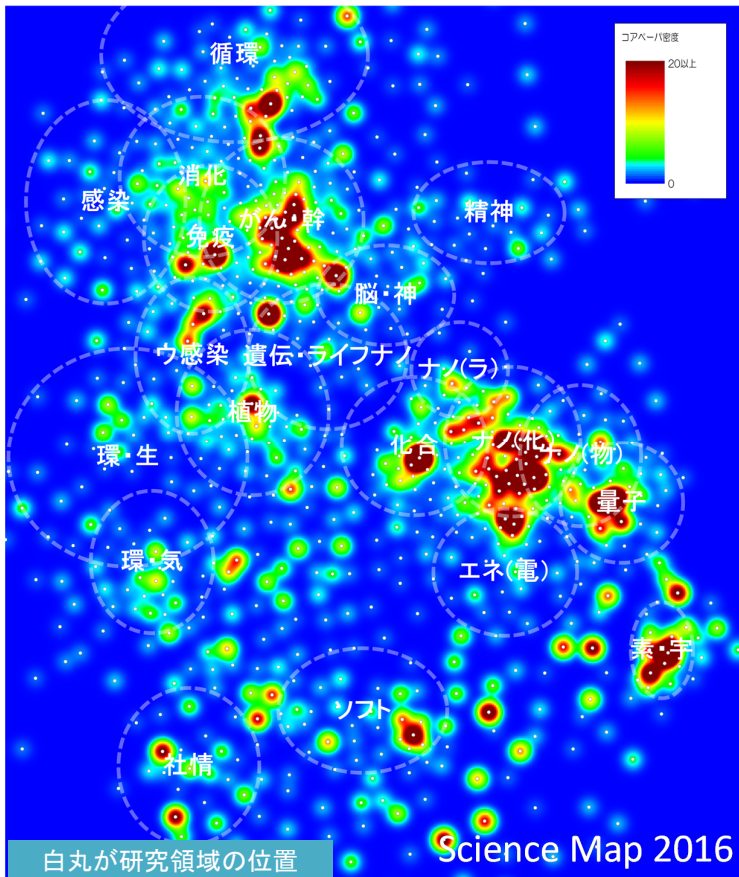 コアペーパ密度
20以上
0
循環
消化
感染
がん・幹
精神
免疫
脳・神
ウ感染
遺伝・ライフナノ
ナノ(ラ)
植物
化合
ナノ(化)
ナノ(物)
環・生
量子
環・気
エネ(電)
素・宇
ソフト
社情
Science Map 2016
白丸が研究領域の位置